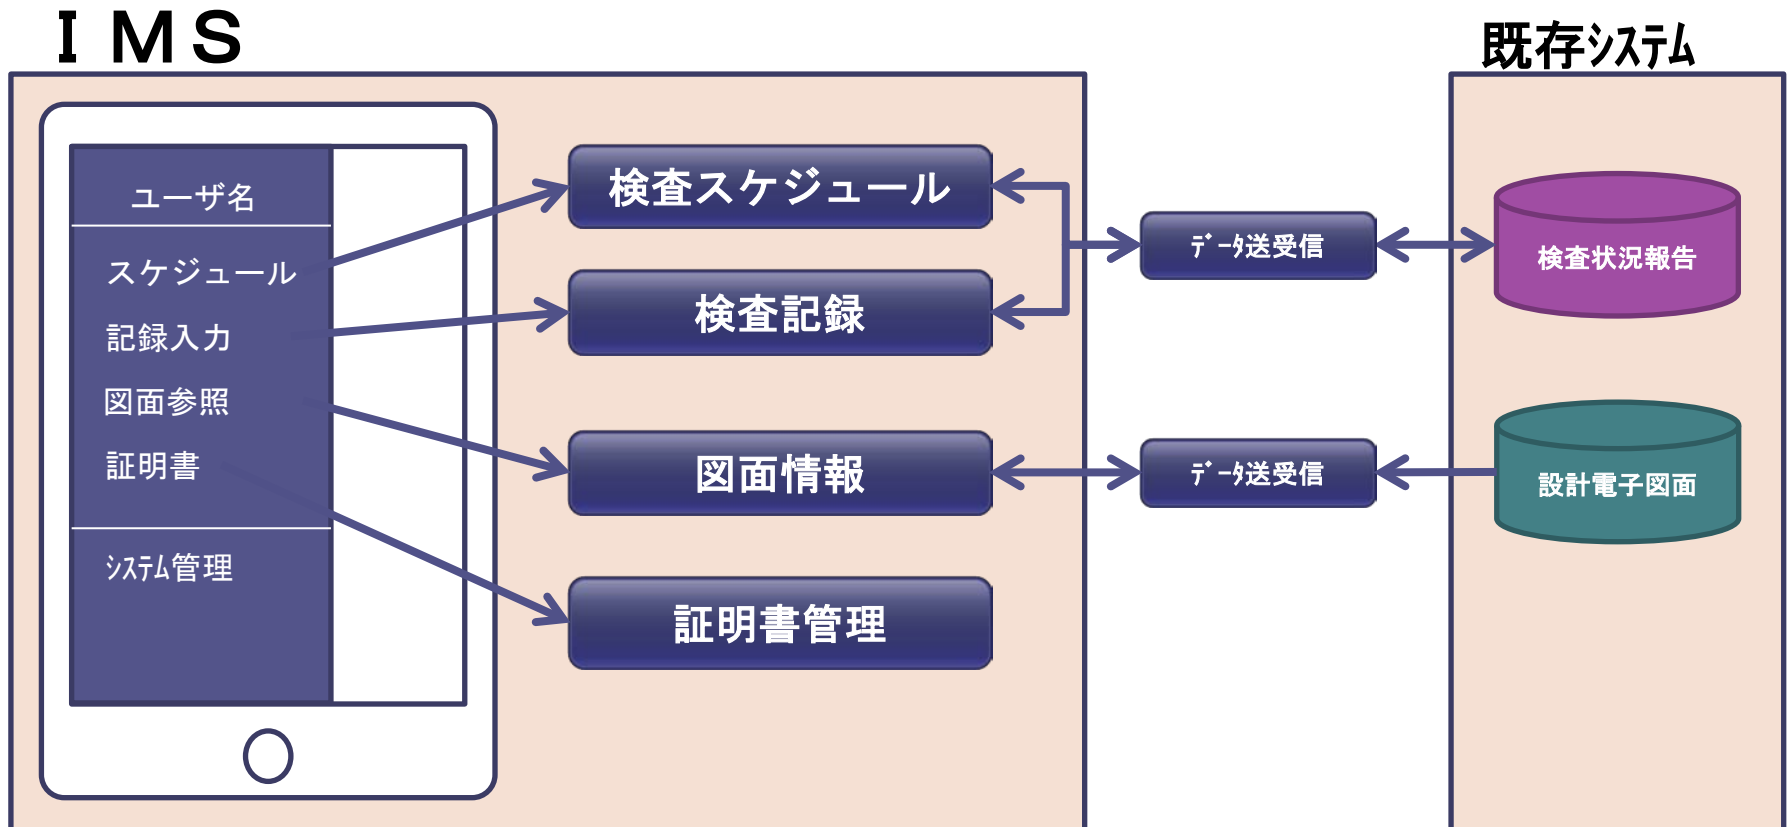 ＩＭＳ
既存ｼｽﾃﾑ
ユーザ名
スケジュール
記録入力
図面参照
証明書
ｼｽﾃﾑ管理
検査スケジュール
検査記録
図面情報
証明書管理
ﾃﾞｰﾀ送受信
ﾃﾞｰﾀ送受信
検査状況報告
設計電子図面